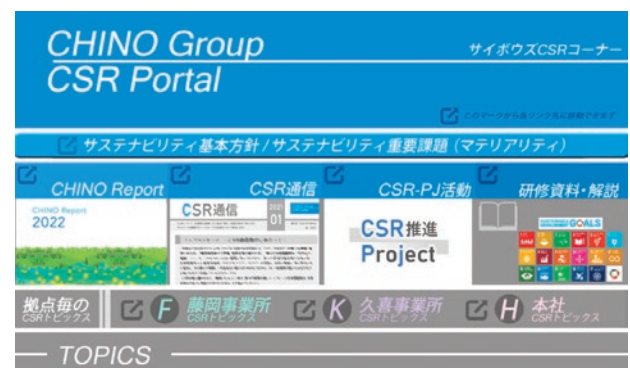 CHINO Group
CSR Portal
サイボウズCSRコーナー
このマークから各リンク先に移動できます
サステナビリティ基本方針/サステナビリティ重要課題（マテリアリティ）
CHINO Report
CSR通信
CSR-PJ活動
研修資料・解説
CHINO Report
2022
CSR通信
2021
01
CSR推進
Project
GOALS
拠点毎の
CSRトピックス
F 藤岡事業所
CSRトピックス
K 久喜事業所
CSRトピックス
H 本社
CSRトピックス
TOPICS